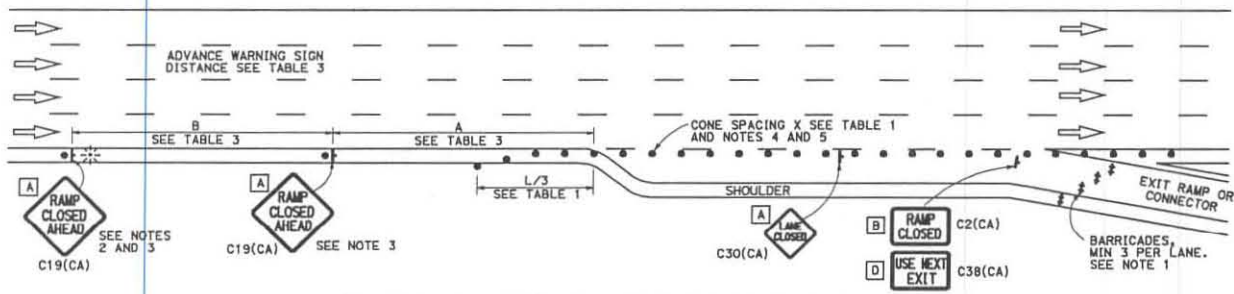 ADVANCE WARNING SIGN
DISTANCE SEE TABLE 3
B
SEE TABLE 3
A
SEE TABLE 3
CONE SPACING X SEE TABLE 1
AND NOTES 4 AND 5
L/3
SEE TABLE 1
SHOULDER
EXIT RAMP OR
CONNECTOR
A
RAMP
CLOSED
AHEAD
SEE NOTES
2 AND 3
C19(CA)
A
RAMP
CLOSED
AHEAD
SEE NOTE 3
C19(CA)
A
LANE
CLOSED
C30(CA)
B
RAMP
CLOSED
C2(CA)
D
USE NEXT
EXIT
C38(CA)
BARRICADES,
MIN 3 PER LANE.
SEE NOTE 1